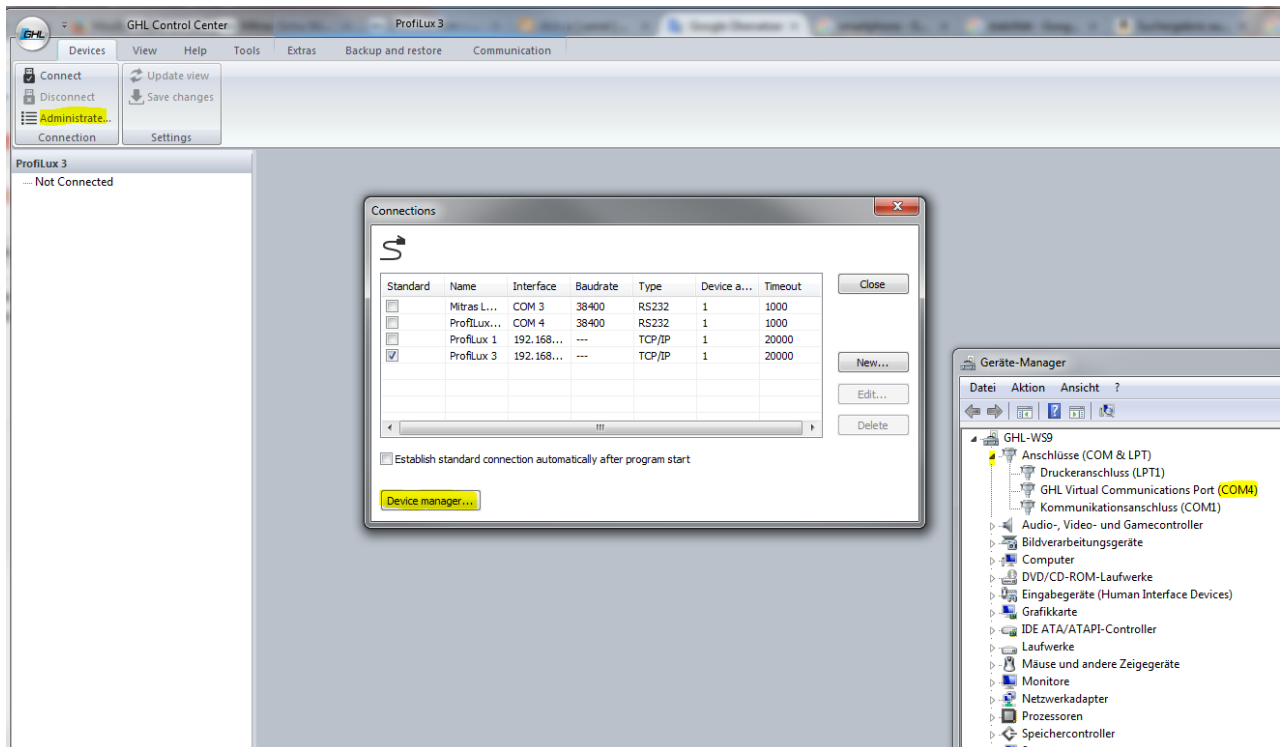 GHL
GHL Control Center
ProfiLux 3
Devices View Help Tools Extras Backup and restore Communication
Connect
Update view
Disconnect
Save changes
Administrate...
Connection
Settings
ProfiLux 3
Not Connected
Connections
Standard Name Interface Baudrate Type Device a... Timeout
Mitras L... COM 3 38400 RS232 1 1000
ProfILux... COM 4 38400 RS232 1 1000
ProfiLux 1 192.168... --- TCP/IP 1 20000
ProfiLux 3 192.168... --- TCP/IP 1 20000
Close
New...
Edit...
Delete
Establish standard connection automatically after program start
Device manager...
Geräte-Manager
Datei Aktion Ansicht ?
GHL-WS9
Anschlüsse (COM & LPT)
Druckeranschluss (LPT1)
GHL Virtual Communications Port (COM4)
Kommunikationsanschluss (COM1)
Audio-, Video- und Gamecontroller
Bildverarbeitungsgeräte
Computer
DVD/CD-ROM-Laufwerke
Eingabegeräte (Human Interface Devices)
Grafikkarte
IDE ATA/ATAPI-Controller
Laufwerke
Mäuse und andere Zeigegeräte
Monitore
Netzwerkadapter
Prozessoren
Speichercontroller